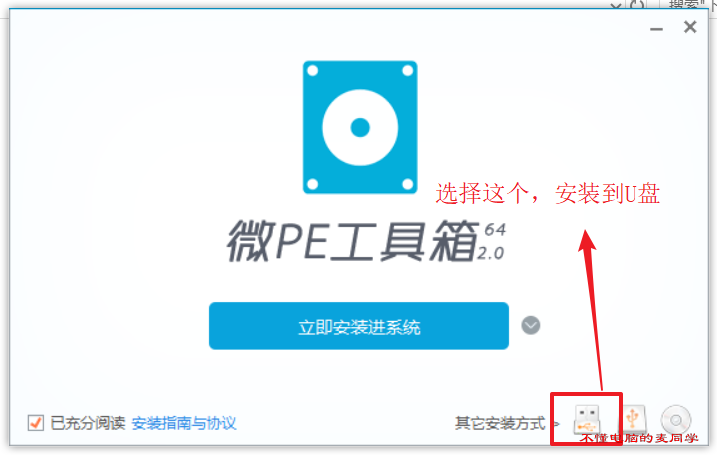 搜索"下
选择这个，安装到U盘
微PE工具箱 64 2.0
立即安装进系统
已充分阅读 安装指南与协议
其它安装方式
不懂电脑的麦同学